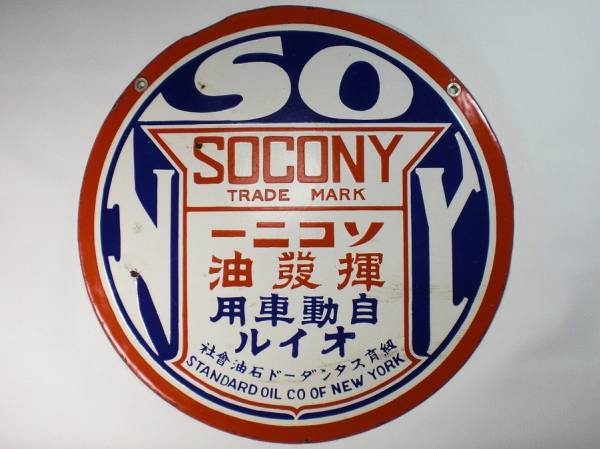 SO
N Y
SOCONY
TRADE MARK
ソコニー
揮發油
自動車用
オイル
紐育スタンダード石油會社
STANDARD OIL CO OF NEW YORK